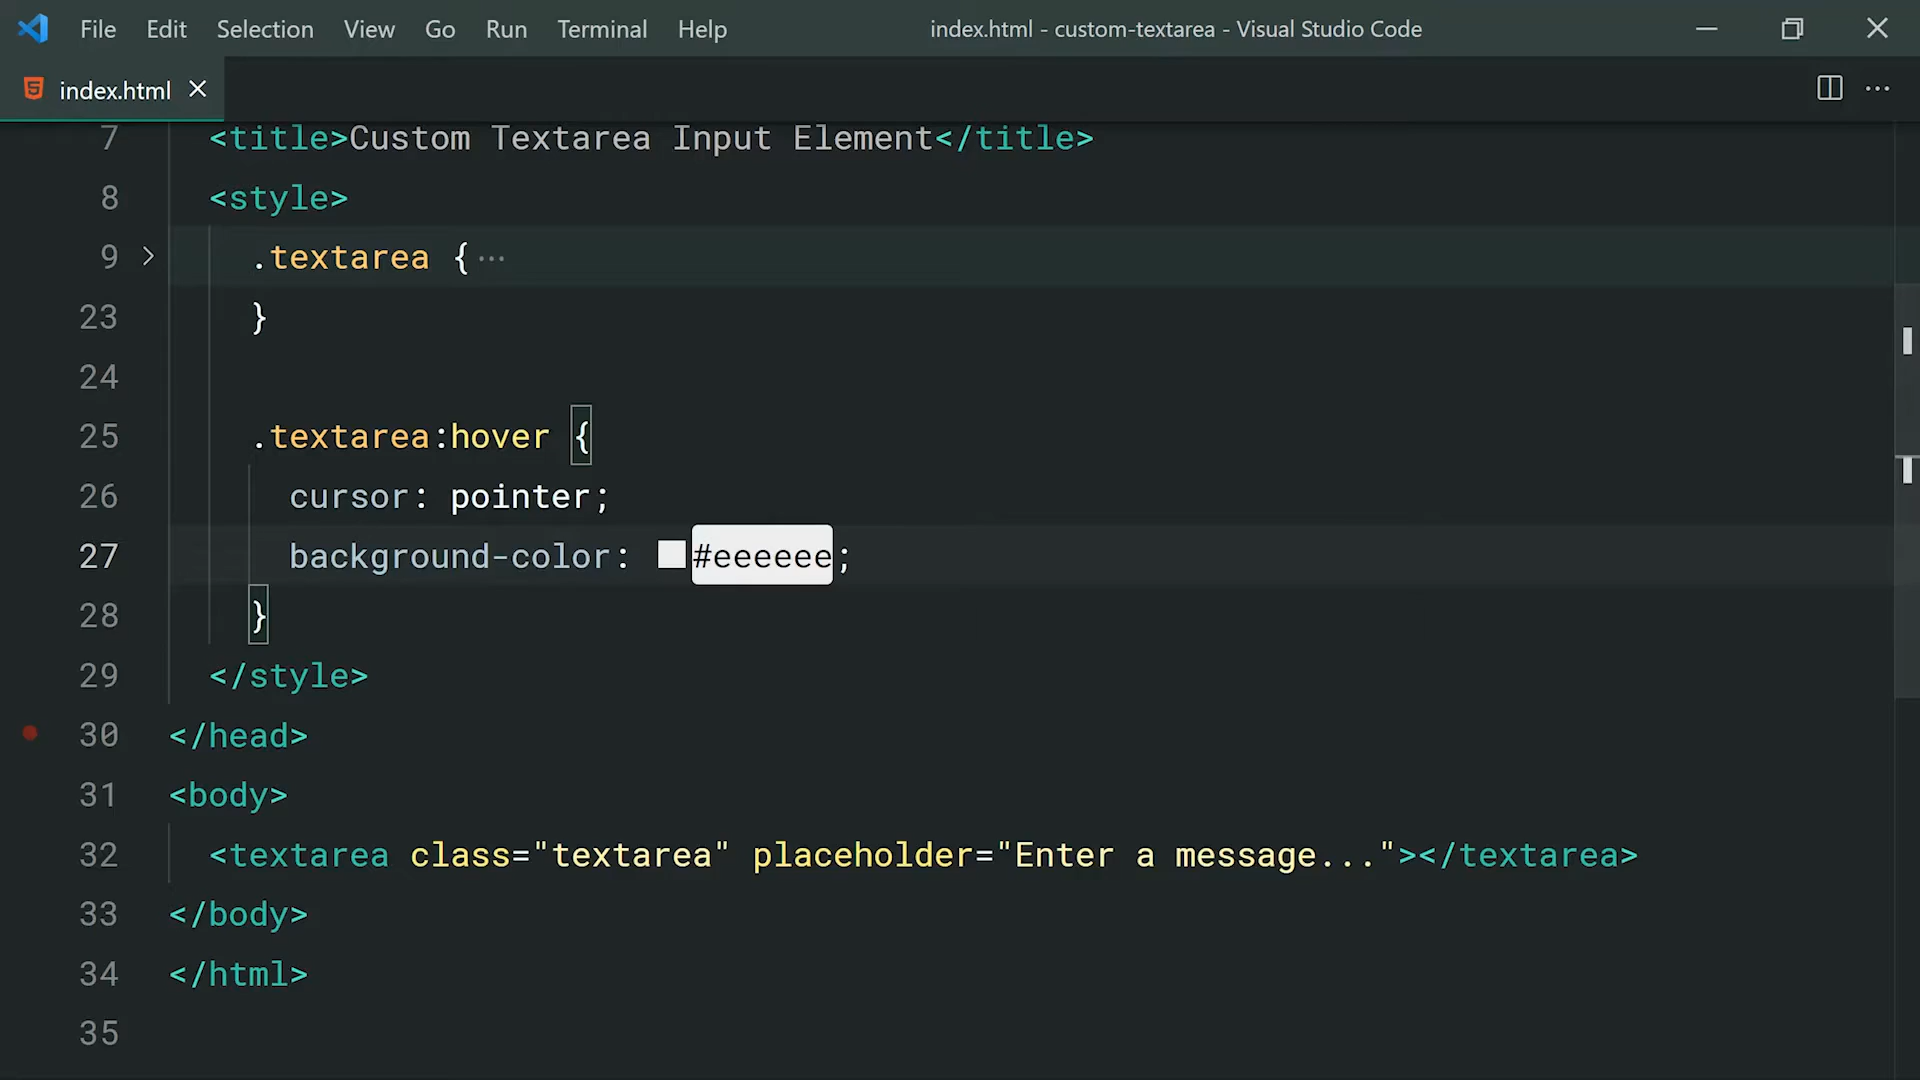 File Edit Selection View Go Run Terminal Help index.html - custom-textarea - Visual Studio Code
index.html
7 <title>Custom Textarea Input Element</title>
8 <style>
9 .textarea {···
23 }
24
25 .textarea:hover {
26 cursor: pointer;
27 background-color: #eeeeee;
28 }
29 </style>
30 </head>
31 <body>
32 <textarea class="textarea" placeholder="Enter a message..."></textarea>
33 </body>
34 </html>
35